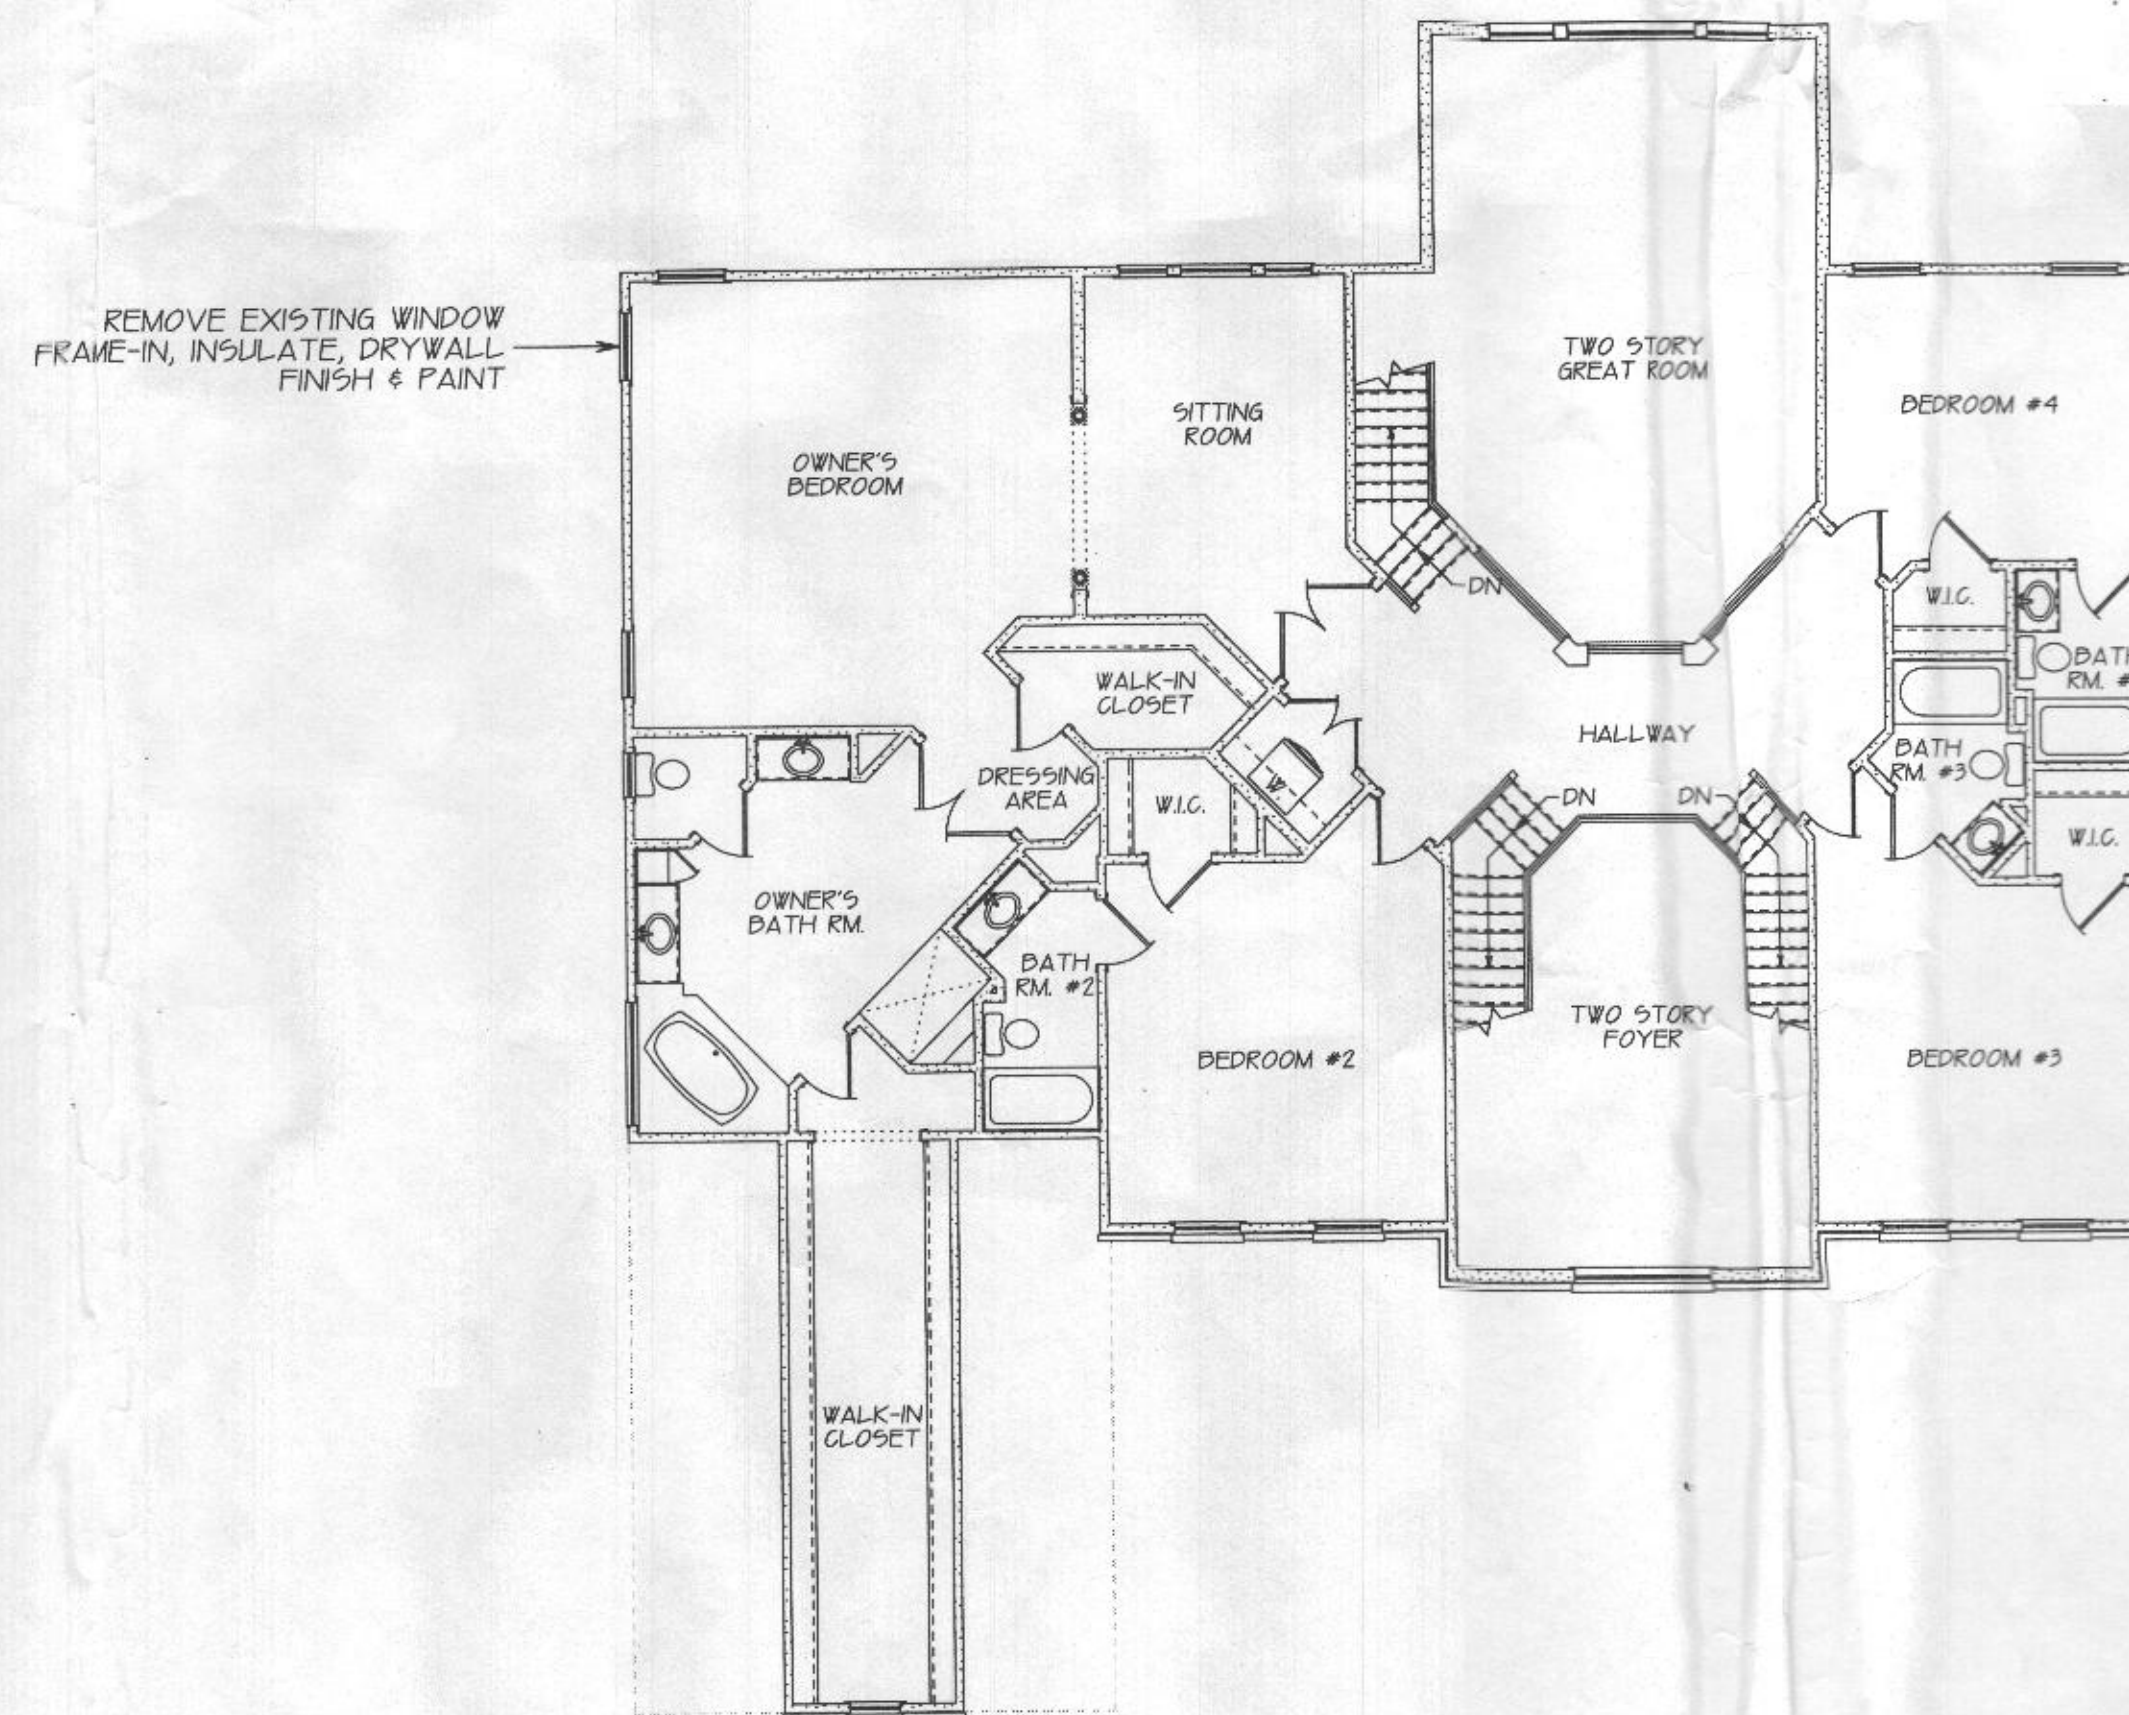 REMOVE EXISTING WINDOW
FRAME-IN, INSULATE, DRYWALL
FINISH & PAINT
TWO STORY
GREAT ROOM
BEDROOM #4
SITTING
ROOM
OWNER'S
BEDROOM
DN
W.I.C.
BATH
RM. #
WALK-IN
CLOSET
HALLWAY
BATH
RM. #3
DRESSING
AREA
W.I.C.
W
DN
DN
W.I.C.
OWNER'S
BATH RM.
BATH
RM. #2
TWO STORY
FOYER
BEDROOM #2
BEDROOM #3
WALK-IN
CLOSET